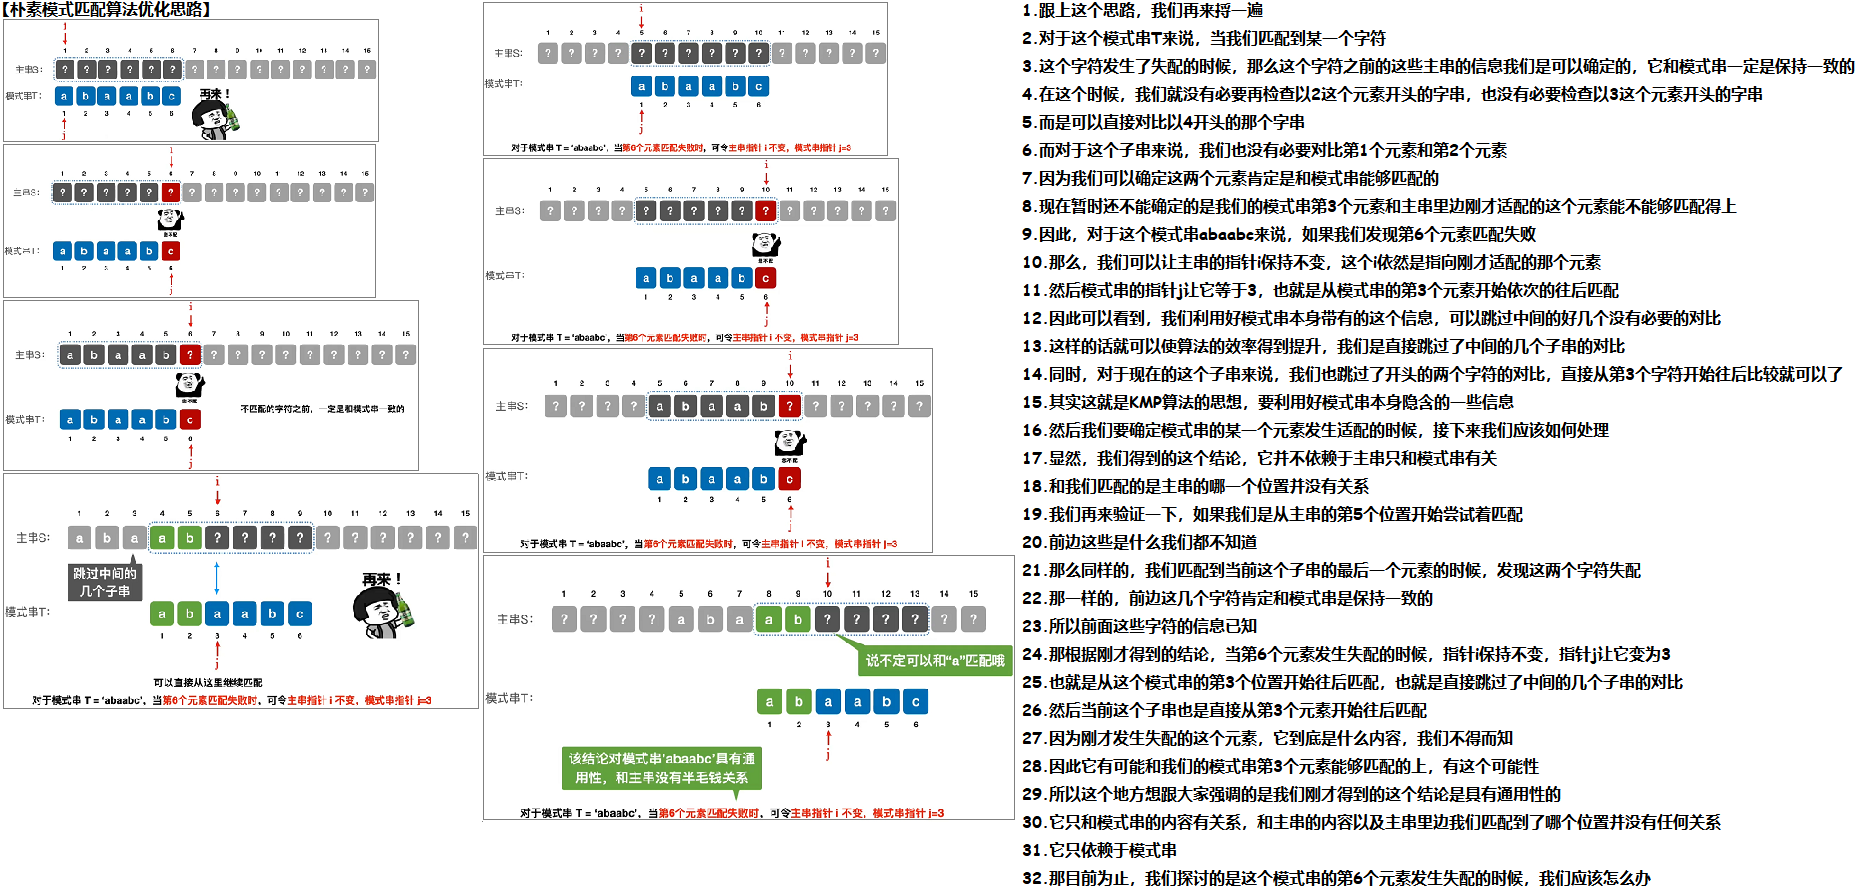 【朴素模式匹配算法优化思路】
i
1 2 3 4 5 6 7 8 9 10 11 12 13 14 15
主串S: ? ? ? ? ? ? ? ? ? ? ? ? ? ? ?
模式串T: a b a a b c
再来！
1 2 3 4 5 6
j
i
1 2 3 4 5 6 7 8 9 10 11 12 13 14 15
主串S: ? ? ? ? ? ? ? ? ? ? ? ? ? ? ?
模式串T: a b a a b c
1 2 3 4 5 6
j
i
1 2 3 4 5 6 7 8 9 10 11 12 13 14 15
主串S: a b a a b ? ? ? ? ? ? ? ? ? ?
不匹配的字符之前，一定是和模式串一致的
模式串T: a b a a b c
1 2 3 4 5 6
j
i
1 2 3 4 5 6 7 8 9 10 11 12 13 14 15
主串S: a b a a b ? ? ? ? ? ? ? ? ? ?
跳过中间的
几个子串
再来！
模式串T: a b a a b c
1 2 3 4 5 6
j
可以直接从这里继续匹配
对于模式串 T = 'abaabc'，当第6个元素匹配失败时，可令主串指针 i 不变，模式串指针 j=3
i
1 2 3 4 5 6 7 8 9 10 11 12 13 14 15
主串S: ? ? ? ? ? ? ? ? ? ? ? ? ? ? ?
模式串T: a b a a b c
1 2 3 4 5 6
j
对于模式串 T = 'abaabc'，当第6个元素匹配失败时，可令主串指针 i 不变，模式串指针 j=3
i
1 2 3 4 5 6 7 8 9 10 11 12 13 14 15
主串S: ? ? ? ? ? ? ? ? ? ? ? ? ? ? ?
模式串T: a b a a b c
1 2 3 4 5 6
j
对于模式串 T = 'abaabc'，当第6个元素匹配失败时，可令主串指针 i 不变，模式串指针 j=3
i
1 2 3 4 5 6 7 8 9 10 11 12 13 14 15
主串S: ? ? ? ? a b a a b ? ? ? ? ? ?
模式串T: a b a a b c
1 2 3 4 5 6
j
对于模式串 T = 'abaabc'，当第6个元素匹配失败时，可令主串指针 i 不变，模式串指针 j=3
i
1 2 3 4 5 6 7 8 9 10 11 12 13 14 15
主串S: ? ? ? ? a b a a b ? ? ? ? ? ?
说不定可以和“a”匹配哦
模式串T: a b a a b c
1 2 3 4 5 6
j
该结论对模式串'abaabc'具有通
用性，和主串没有半毛钱关系
对于模式串 T = 'abaabc'，当第6个元素匹配失败时，可令主串指针 i 不变，模式串指针 j=3
1.跟上这个思路，我们再来捋一遍
2.对于这个模式串T来说，当我们匹配到某一个字符
3.这个字符发生了失配的时候，那么这个字符之前的这些主串的信息我们是可以确定的，它和模式串一定是保持一致的
4.在这个时候，我们就没有必要再检查以2这个元素开头的字串，也没有必要检查以3这个元素开头的字串
5.而是可以直接对比以4开头的那个字串
6.而对于这个子串来说，我们也没有必要对比第1个元素和第2个元素
7.因为我们可以确定这两个元素肯定是和模式串能够匹配的
8.现在暂时还不能确定的是我们的模式串第3个元素和主串里边刚才适配的这个元素能不能够匹配得上
9.因此，对于这个模式串abaabc来说，如果我们发现第6个元素匹配失败
10.那么，我们可以让主串的指针i保持不变，这个i依然是指向刚才适配的那个元素
11.然后模式串的指针j让它等于3，也就是从模式串的第3个元素开始依次的往后匹配
12.因此可以看到，我们利用好模式串本身带有的这个信息，可以跳过中间的好几个没有必要的对比
13.这样的话就可以使算法的效率得到提升，我们是直接跳过了中间的几个子串的对比
14.同时，对于现在的这个子串来说，我们也跳过了开头的两个字符的对比，直接从第3个字符开始往后比较就可以了
15.其实这就是KMP算法的思想，要利用好模式串本身隐含的一些信息
16.然后我们要确定模式串的某一个元素发生适配的时候，接下来我们应该如何处理
17.显然，我们得到的这个结论，它并不依赖于主串只和模式串有关
18.和我们匹配的是主串的哪一个位置并没有关系
19.我们再来验证一下，如果我们是从主串的第5个位置开始尝试着匹配
20.前边这些是什么我们都不知道
21.那么同样的，我们匹配到当前这个子串的最后一个元素的时候，发现这两个字符失配
22.那一样的，前边这几个字符肯定和模式串是保持一致的
23.所以前面这些字符的信息已知
24.那根据刚才得到的结论，当第6个元素发生失配的时候，指针i保持不变，指针j让它变为3
25.也就是从这个模式串的第3个位置开始往后匹配，也就是直接跳过了中间的几个子串的对比
26.然后当前这个子串也是直接从第3个元素开始往后匹配
27.因为刚才发生失配的这个元素，它到底是什么内容，我们不得而知
28.因此它有可能和我们的模式串第3个元素能够匹配的上，有这个可能性
29.所以这个地方想跟大家强调的是我们刚才得到的这个结论是具有通用性的
30.它只和模式串的内容有关系，和主串的内容以及主串里边我们匹配到了哪个位置并没有任何关系
31.它只依赖于模式串
32.那目前为止，我们探讨的是这个模式串的第6个元素发生失配的时候，我们应该怎么办